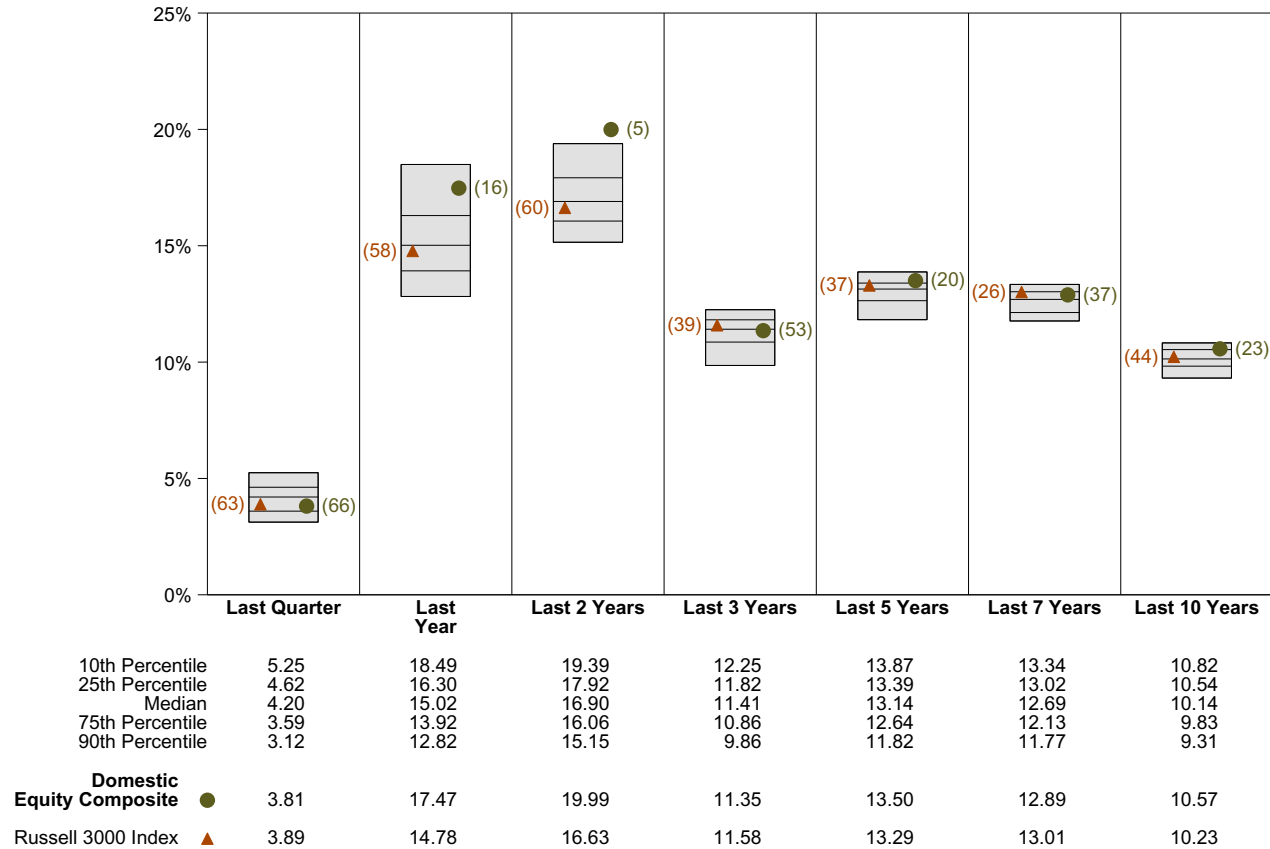 25%
20%
15%
10%
5%
0%
(63)
(66)
(58)
(16)
(60)
(5)
(39)
(53)
(37)
(20)
(26)
(37)
(44)
(23)
Last Quarter Last Last 2 Years Last 3 Years Last 5 Years Last 7 Years Last 10 Years
Year
10th Percentile 5.25 18.49 19.39 12.25 13.87 13.34 10.82
25th Percentile 4.62 16.30 17.92 11.82 13.39 13.02 10.54
Median 4.20 15.02 16.90 11.41 13.14 12.69 10.14
75th Percentile 3.59 13.92 16.06 10.86 12.64 12.13 9.83
90th Percentile 3.12 12.82 15.15 9.86 11.82 11.77 9.31
Domestic
Equity Composite 3.81 17.47 19.99 11.35 13.50 12.89 10.57
Russell 3000 Index 3.89 14.78 16.63 11.58 13.29 13.01 10.23